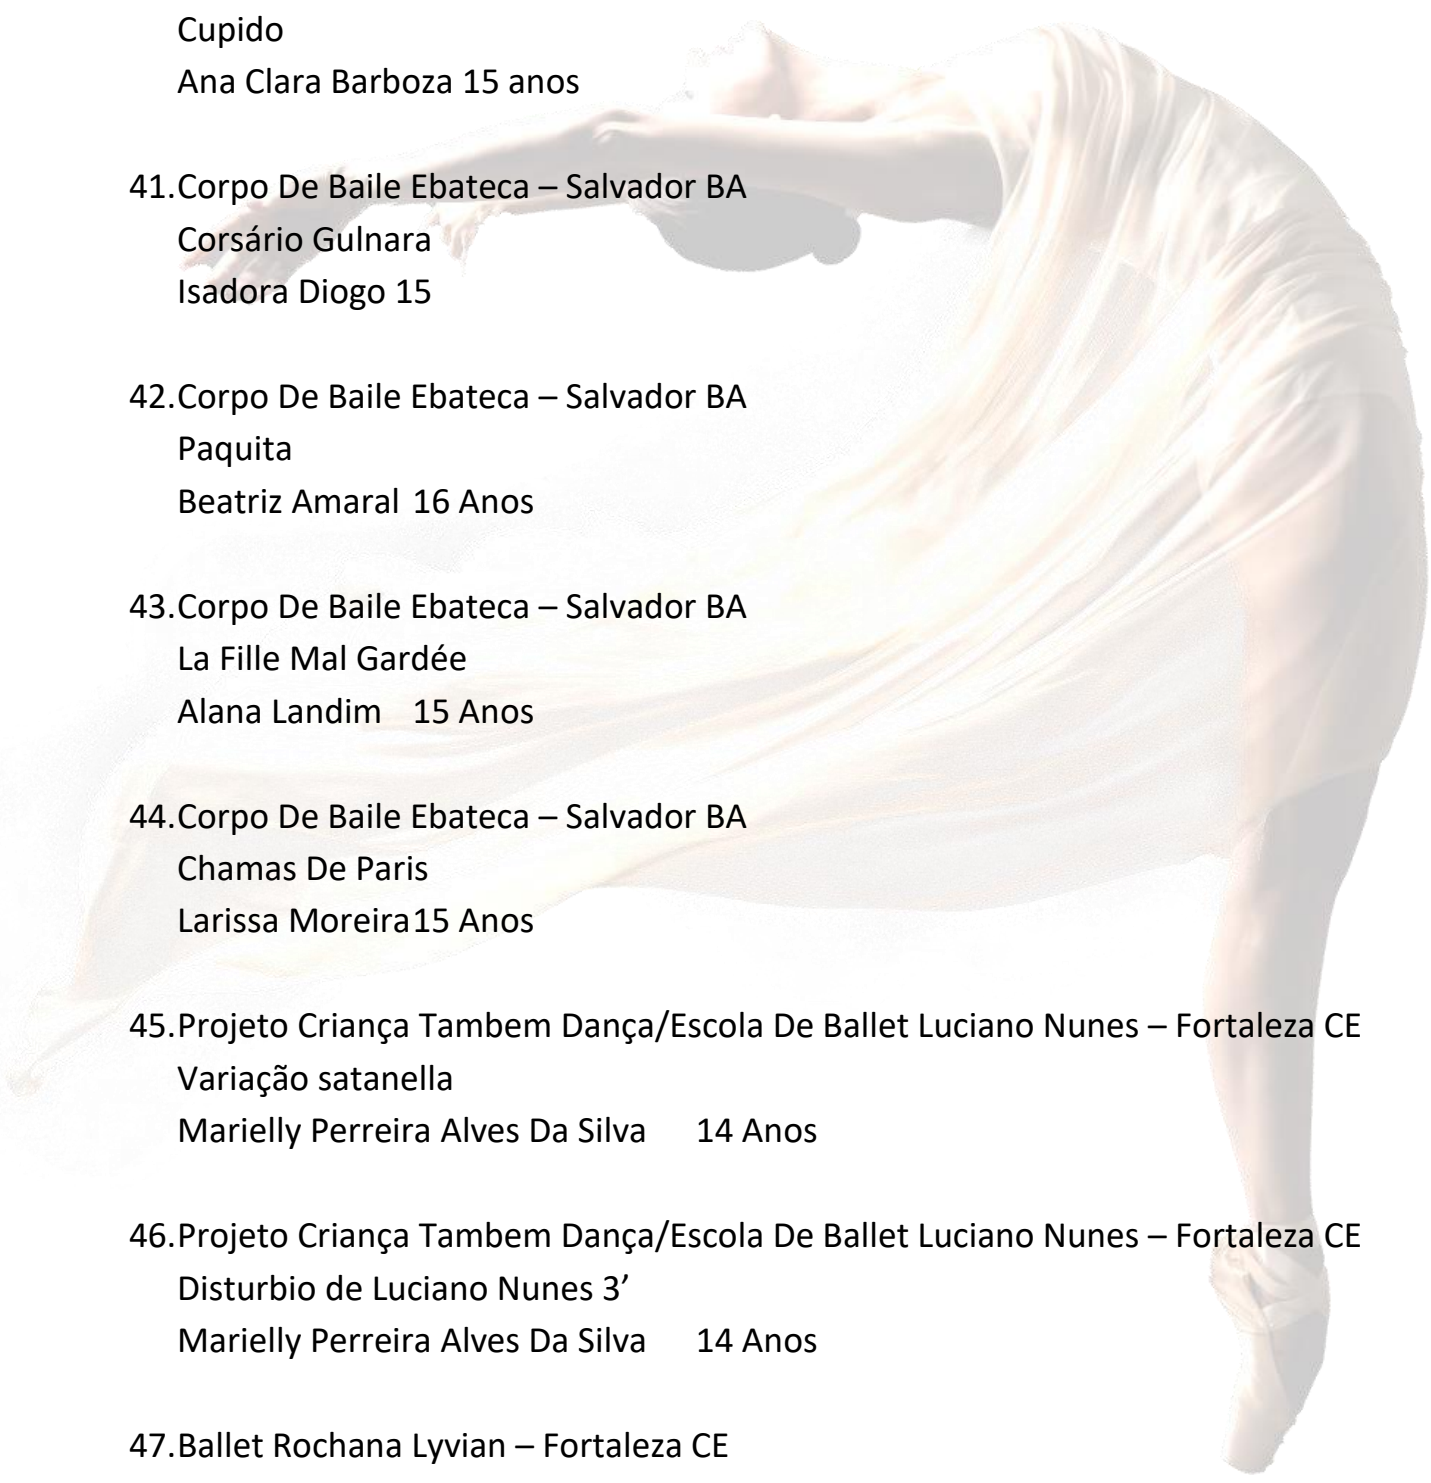 Cupido
Ana Clara Barboza 15 anos
41.Corpo De Baile Ebateca – Salvador BA
Corsário Gulnara
Isadora Diogo 15
42.Corpo De Baile Ebateca – Salvador BA
Paquita
Beatriz Amaral 16 Anos
43.Corpo De Baile Ebateca – Salvador BA
La Fille Mal Gardée
Alana Landim 15 Anos
44.Corpo De Baile Ebateca – Salvador BA
Chamas De Paris
Larissa Moreira15 Anos
45.Projeto Criança Tambem Dança/Escola De Ballet Luciano Nunes – Fortaleza CE
Variação satanella
Marielly Perreira Alves Da Silva 14 Anos
46.Projeto Criança Tambem Dança/Escola De Ballet Luciano Nunes – Fortaleza CE
Disturbio de Luciano Nunes 3’
Marielly Perreira Alves Da Silva 14 Anos
47.Ballet Rochana Lyvian – Fortaleza CE